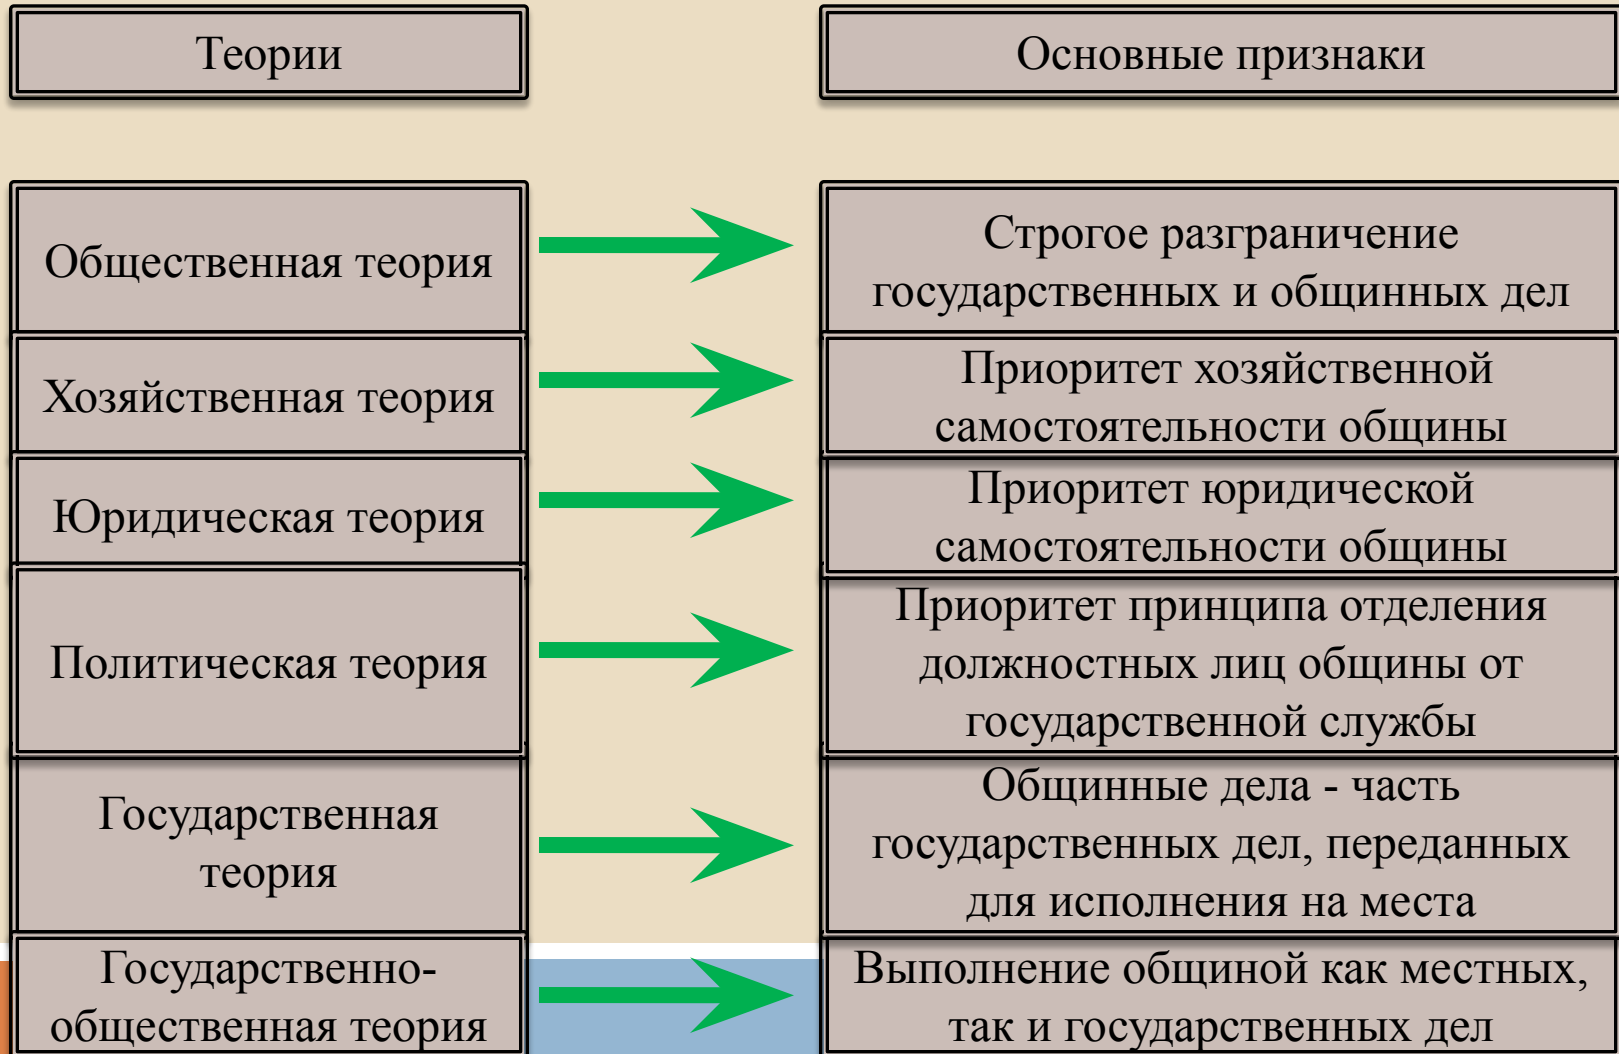 Теории
Основные признаки
Общественная теория
Строгое разграничение
государственных и общинных дел
Хозяйственная теория
Приоритет хозяйственной
самостоятельности общины
Юридическая теория
Приоритет юридической
самостоятельности общины
Политическая теория
Приоритет принципа отделения
должностных лиц общины от
государственной службы
Государственная
теория
Общинные дела - часть
государственных дел, переданных
для исполнения на места
Государственно-
общественная теория
Выполнение общиной как местных,
так и государственных дел